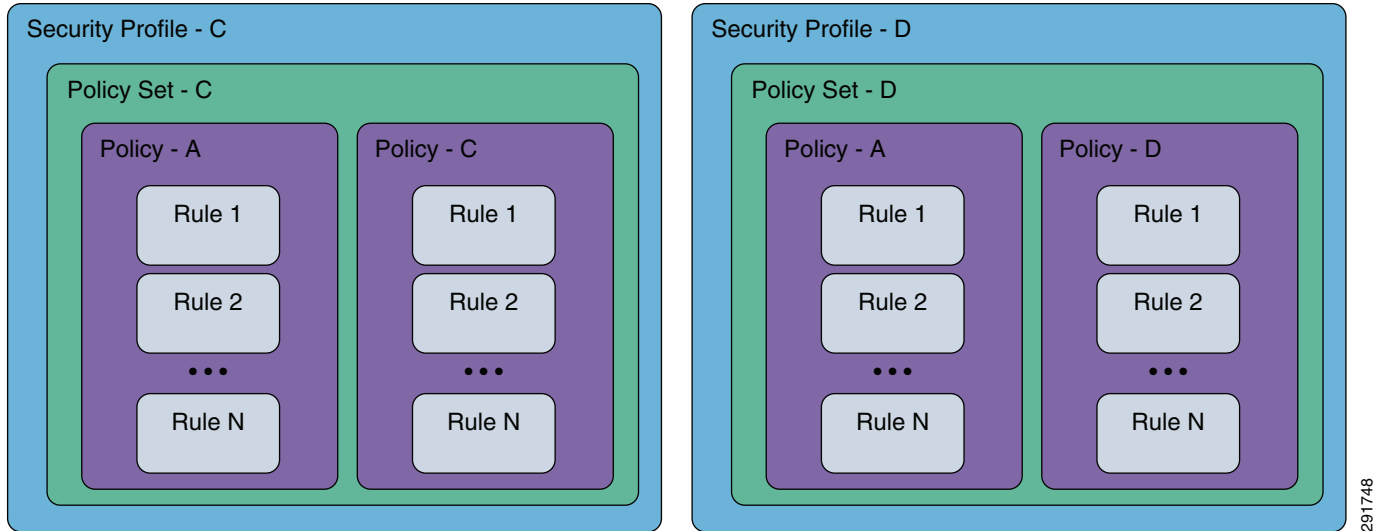 Security Profile - C
Policy Set - C
Policy - A
Rule 1
Rule 2
•••
Rule N
Policy - C
Rule 1
Rule 2
•••
Rule N
Security Profile - D
Policy Set - D
Policy - A
Rule 1
Rule 2
•••
Rule N
Policy - D
Rule 1
Rule 2
•••
Rule N
291748